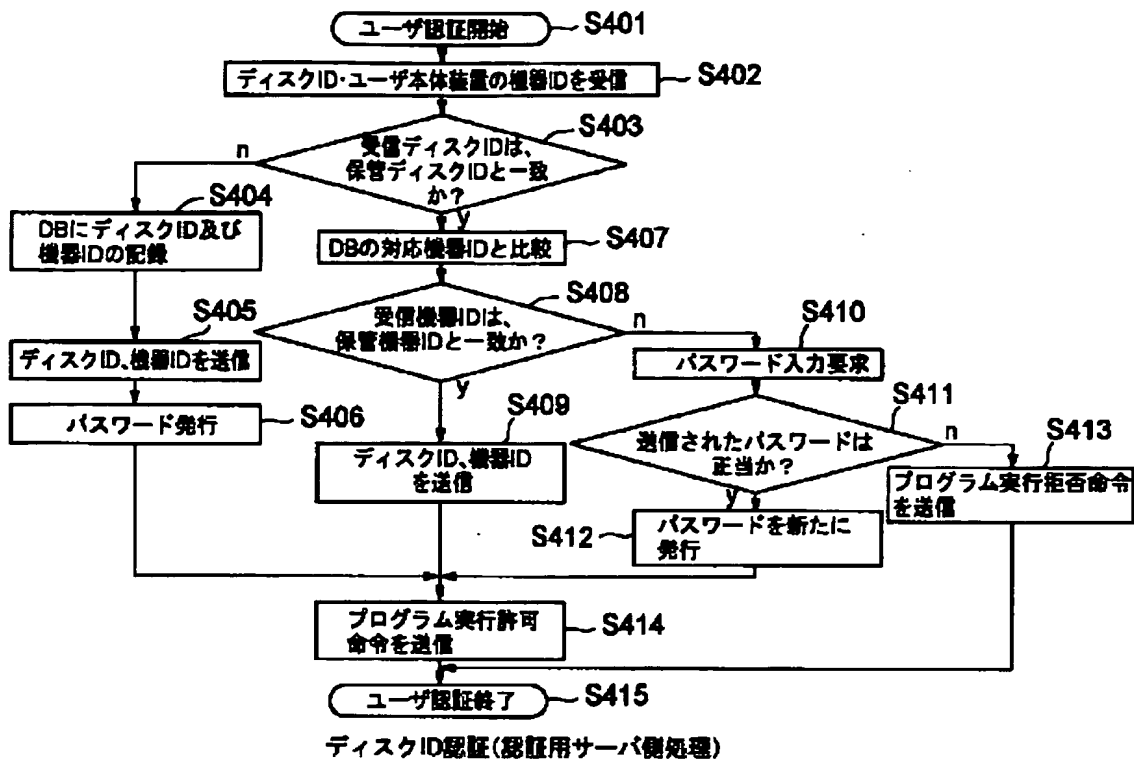 ユーザ認証開始
S401
ディスクID・ユーザ本体装置の機器IDを受信
S402
S403
受信ディスクIDは、
保管ディスクIDと一致
か?
n
y
S404
DBにディスクID及び
機器IDの記録
S407
DBの対応機器IDと比較
S408
受信機器IDは、
保管機器IDと一致か?
n
y
S405
ディスクID、機器IDを送信
S410
パスワード入力要求
S406
パスワード発行
S409
ディスクID、機器ID
を送信
S411
送信されたパスワードは
正当か?
n
y
S413
プログラム実行拒否命令
を送信
S412
パスワードを新たに
発行
プログラム実行許可
命令を送信
S414
ユーザ認証終了
S415
ディスクID認証(認証用サーバ側処理)